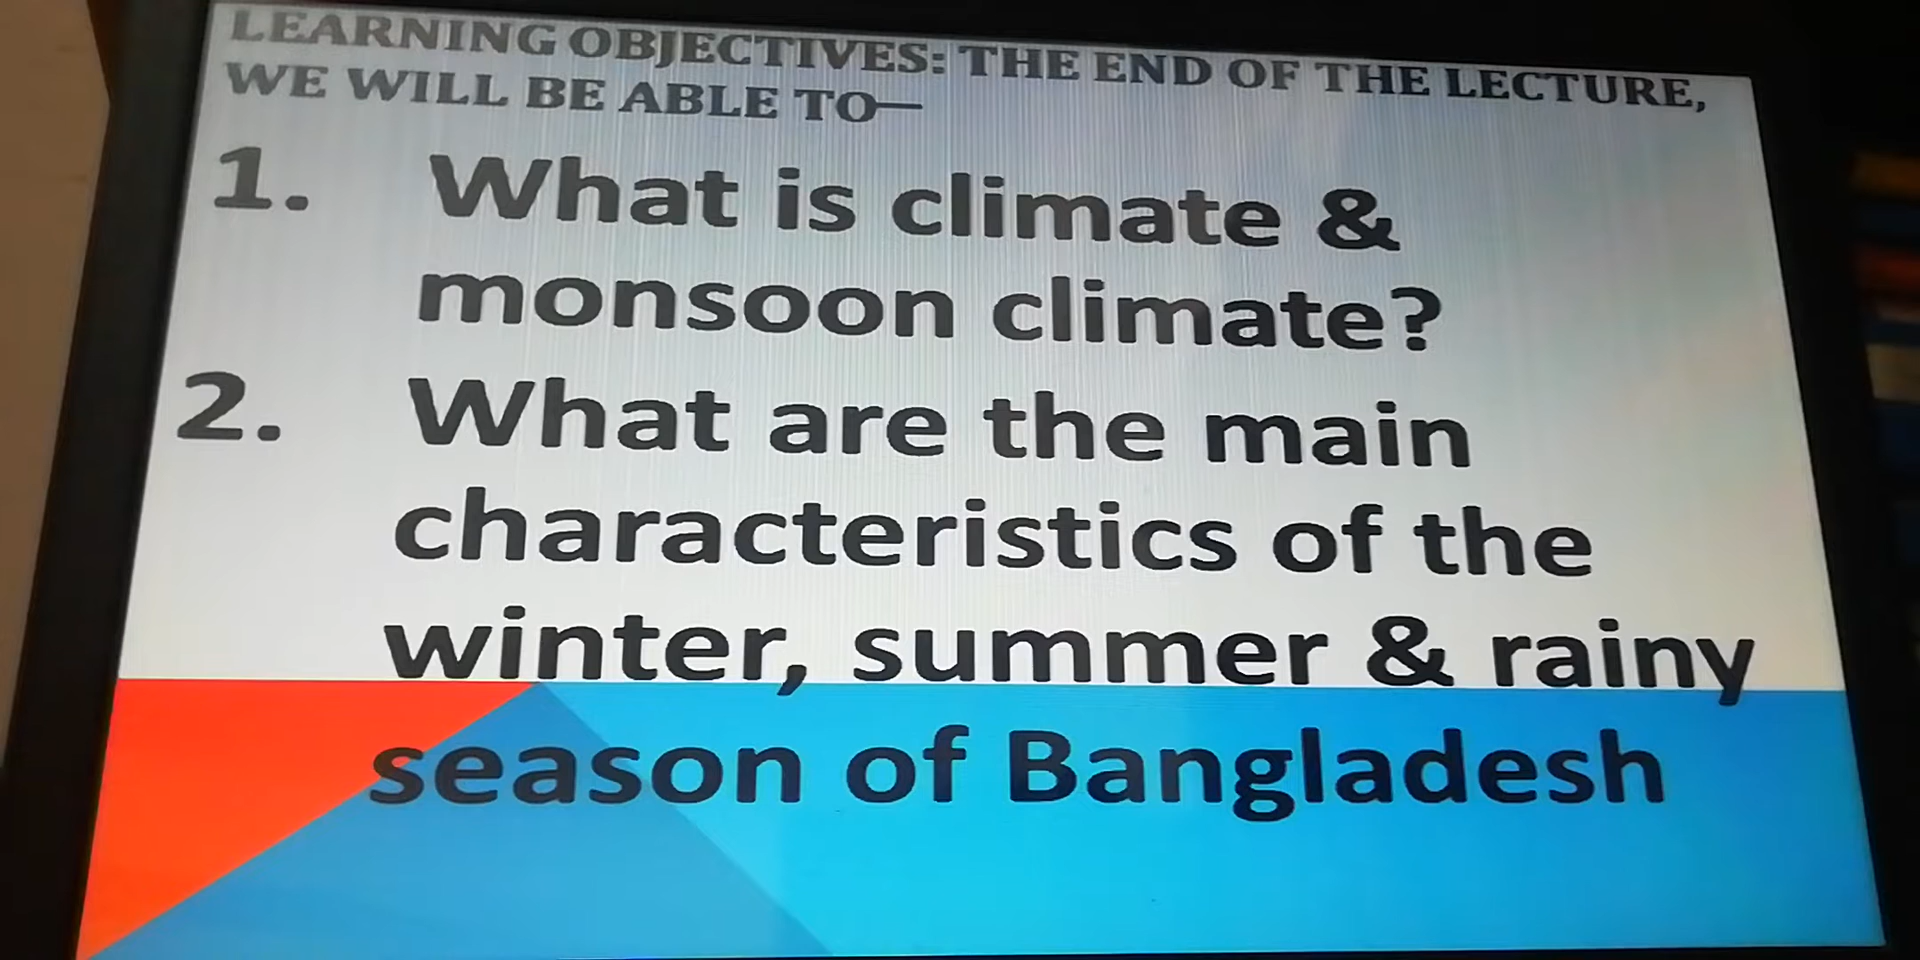 LEARNING OBJECTIVES: THE END OF THE LECTURE,
WE WILL BE ABLE TO—
1. What is climate &
monsoon climate?
2. What are the main
characteristics of the
winter, summer & rainy
season of Bangladesh